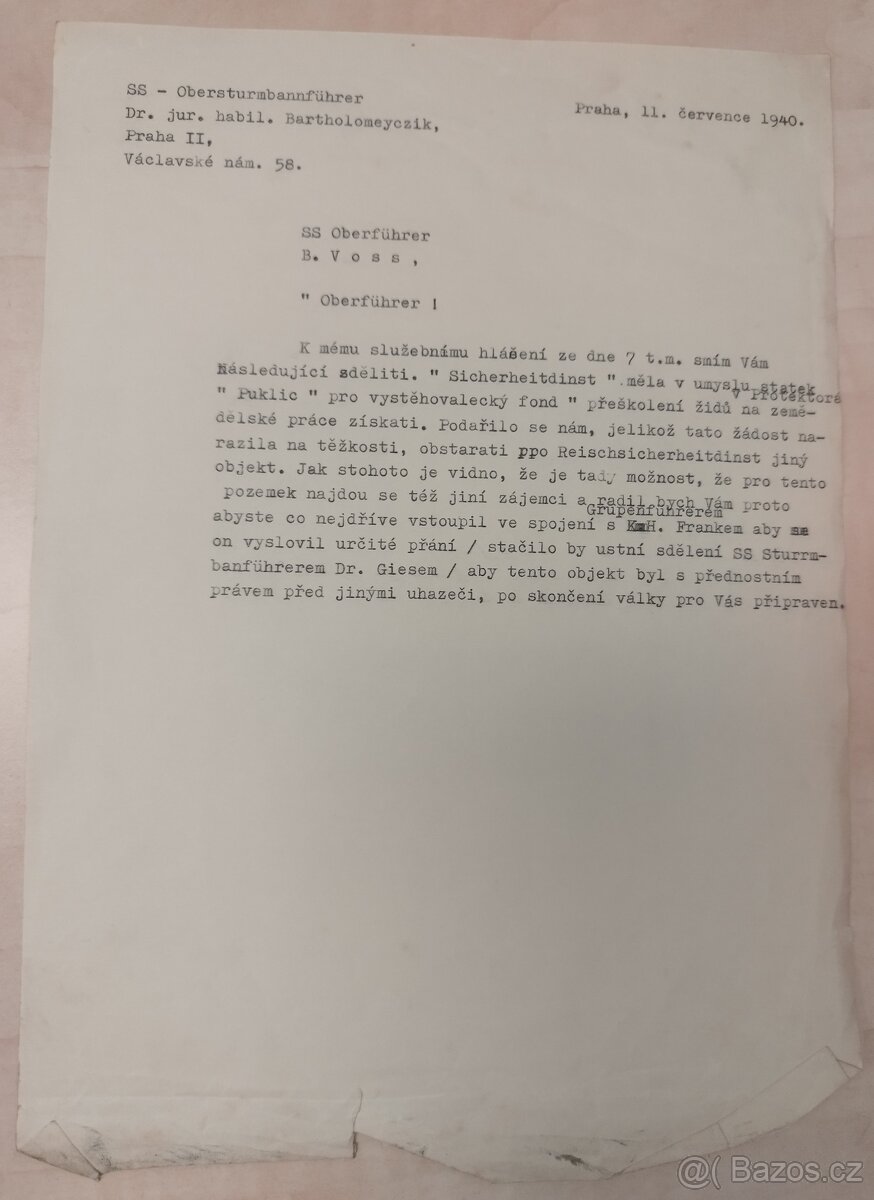 SS - Obersturmbannführer
Dr. jur. habil. Bartholomeyczik,
Praha II,
Václavské nám. 58.
Praha, 11. července 1940.
SS Oberführer
B. V o s s ,
" Oberführer !
K mému služebnámu hlášení ze dne 7 t.m. smím Vám
Následující sděliti. " Sicherheitdinst " měla v umyslu statek
v Protektorá
" Puklic " pro vystěhovalecký fond " přeškolení židů na země-
dělské práce získati. Podařilo se nám, jelikož tato žádost na-
razila na těžkosti, obstarati ppo Reischsicherheitdinst jiný
objekt. Jak stohoto je vidno, že je tady možnost, že pro tento
pozemek najdou se též jiní zájemci a radil bych Vám proto
Grupenführerem
abyste co nejdříve vstoupil ve spojení s K.H. Frankem aby
on vyslovil určité přání / stačilo by ustní sdělení SS Sturrm-
banführerem Dr. Giesem / aby tento objekt byl s přednostním
právem před jinými uhazeči, po skončení války pro Vás připraven.
@( Bazos.cz